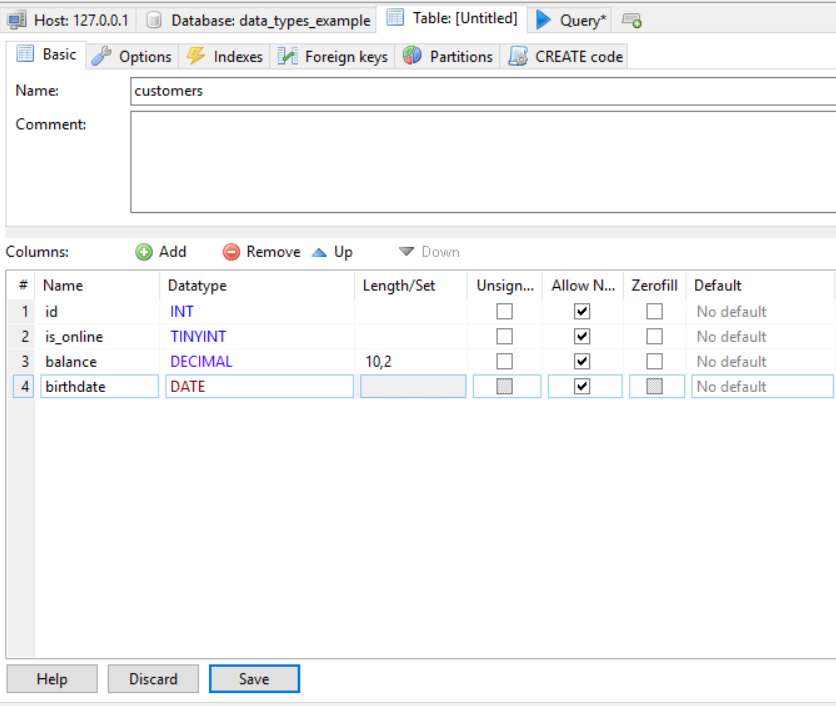 Host: 127.0.0.1 Database: data_types_example Table: [Untitled] Query*
Basic Options Indexes Foreign keys Partitions CREATE code
Name: customers
Comment:
Columns: Add Remove Up Down
# Name Datatype Length/Set Unsign... Allow N... Zerofill Default
1 id INT No default
2 is_online TINYINT No default
3 balance DECIMAL 10,2 No default
4 birthdate DATE No default
Help Discard Save